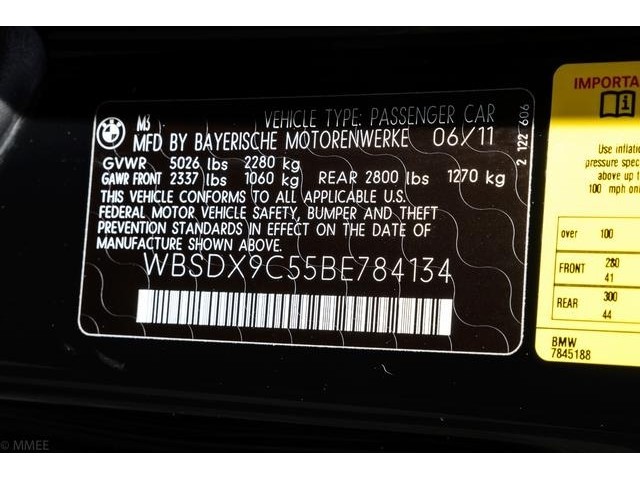 M3
VEHICLE TYPE: PASSENGER CAR
MFD BY BAYERISCHE MOTORENWERKE 06/11
GVWR 5026 lbs 2280 kg
GAWR FRONT 2337 lbs 1060 kg REAR 2800 lbs 1270 kg
THIS VEHICLE CONFORMS TO ALL APPLICABLE U.S.
FEDERAL MOTOR VEHICLE SAFETY, BUMPER AND THEFT
PREVENTION STANDARDS IN EFFECT ON THE DATE OF
MANUFACTURE SHOWN ABOVE.
WBSDX9C55BE784134
2 122 606
IMPORTA
Use inflatio
pressure spec
above
100 mph on
over 100
FRONT 280
41
REAR 300
44
BMW
7845188
© MMEE